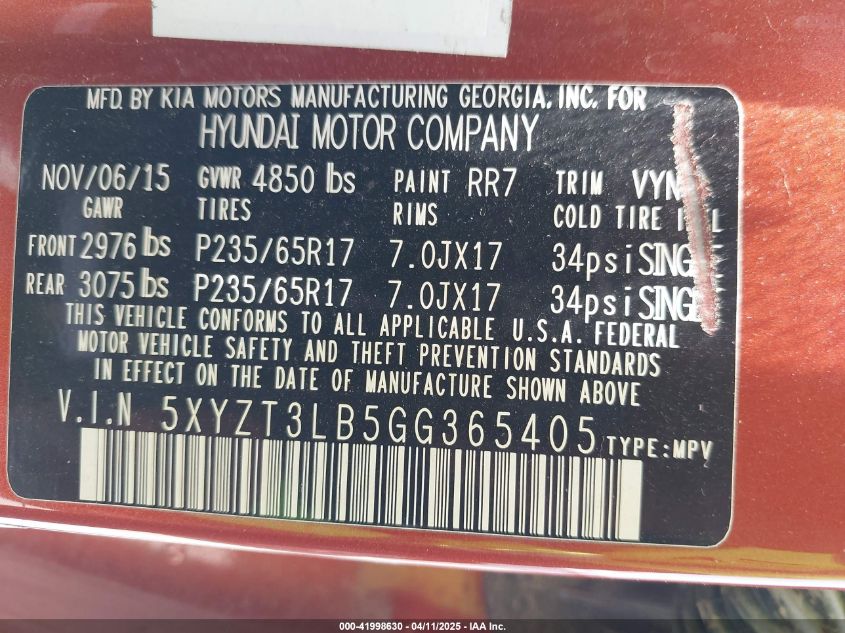 MFD. BY KIA MOTORS MANUFACTURING GEORGIA, INC. FOR
HYUNDAI MOTOR COMPANY
NOV/06/15 GVWR 4850 lbs PAINT RR7 TRIM
GAWR TIRES RIMS COLD TIRE
FRONT 2976 lbs P235/65R17 7.0JX17 34psi
REAR 3075 lbs P235/65R17 7.0JX17 34psi
THIS VEHICLE CONFORMS TO ALL APPLICABLE U.S.A. FEDERAL
MOTOR VEHICLE SAFETY AND THEFT PREVENTION STANDARDS
IN EFFECT ON THE DATE OF MANUFACTURE SHOWN ABOVE
V.I.N 5XYZT3LB5GG365405 TYPE:MPV
000-41998630 - 04/11/2025 - IAA Inc.